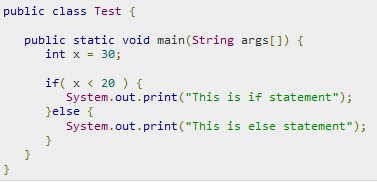 public class Test {
public static void main(String args[]) {
int x = 30;
if( x < 20 ) {
System.out.print("This is if statement");
}else {
System.out.print("This is else statement");
}
}
}